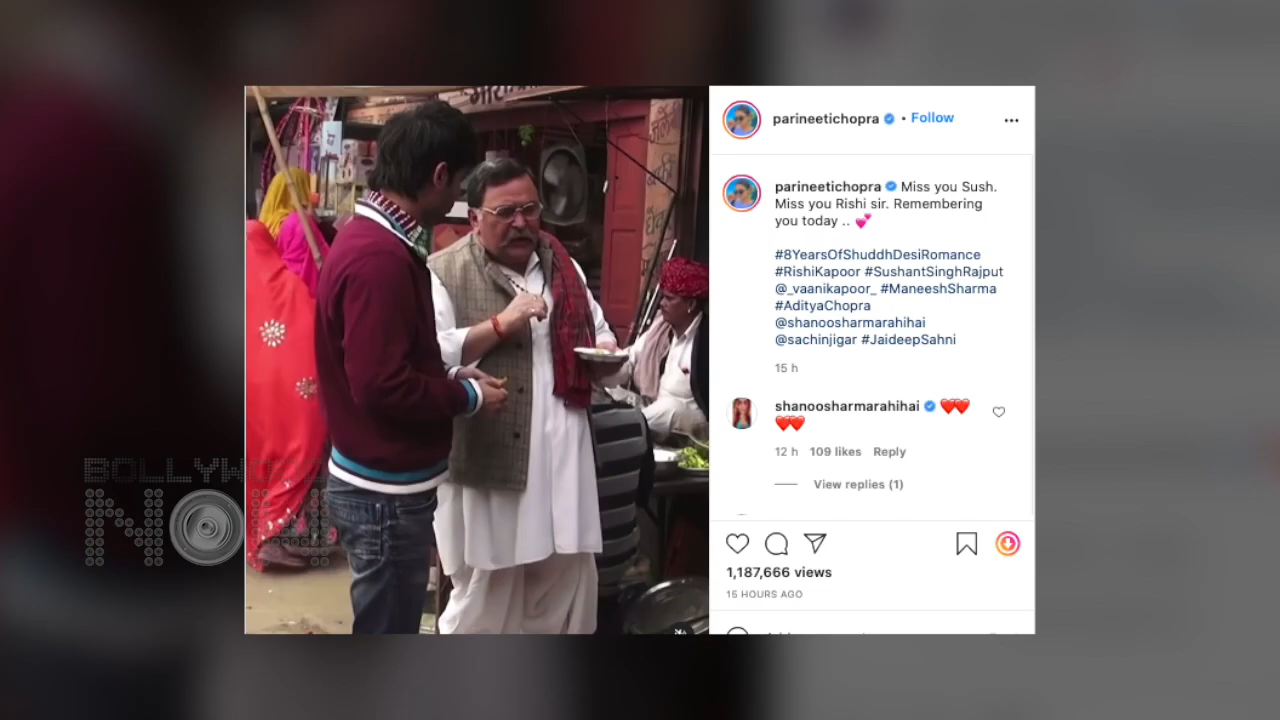 parineetichopra • Follow
parineetichopra Miss you Sush.
Miss you Rishi sir. Remembering
you today .. 💕
#8YearsOfShuddhDesiRomance
#RishiKapoor #SushantSinghRajput
@_vaanikapoor_ #ManeeshSharma
#AdityaChopra
@shanoosharmarahihai
@sachinjigar #JaideepSahni
15 h
shanoosharmarahihai ❤️❤️
❤️❤️
12 h 109 likes Reply
View replies (1)
1,187,666 views
15 HOURS AGO
BOLLYWOOD
NOW